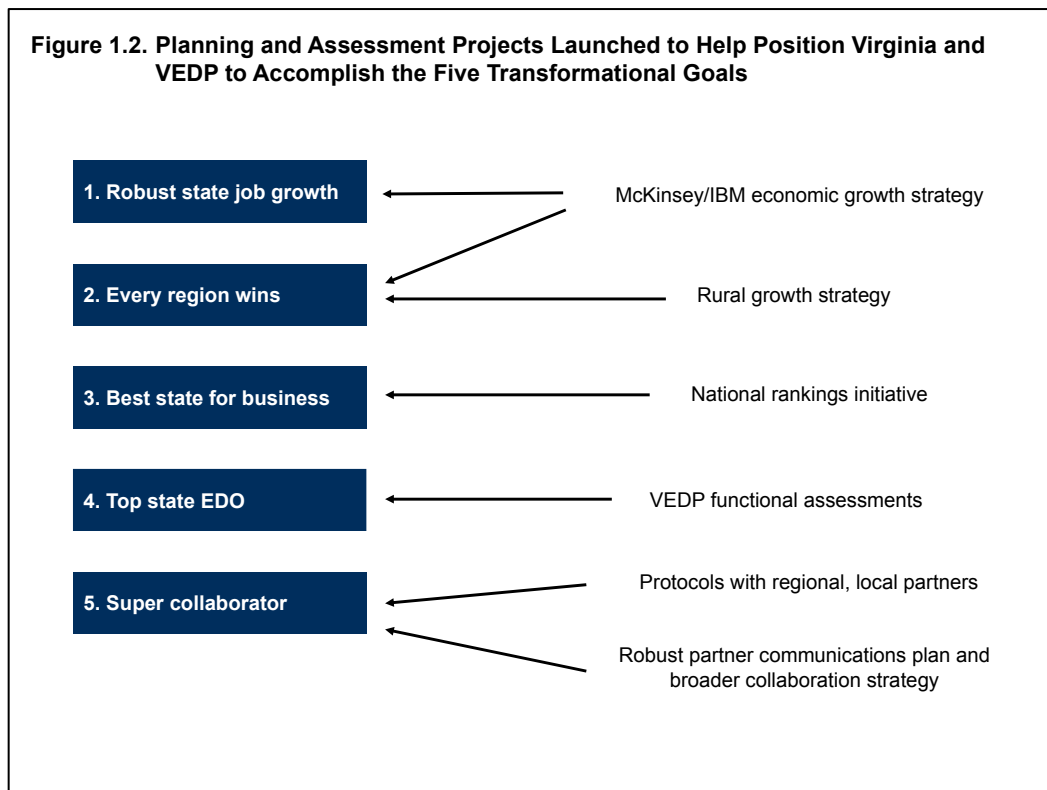 Figure 1.2. Planning and Assessment Projects Launched to Help Position Virginia and
VEDP to Accomplish the Five Transformational Goals
1. Robust state job growth
McKinsey/IBM economic growth strategy
2. Every region wins
Rural growth strategy
3. Best state for business
National rankings initiative
4. Top state EDO
VEDP functional assessments
5. Super collaborator
Protocols with regional, local partners
Robust partner communications plan and
broader collaboration strategy